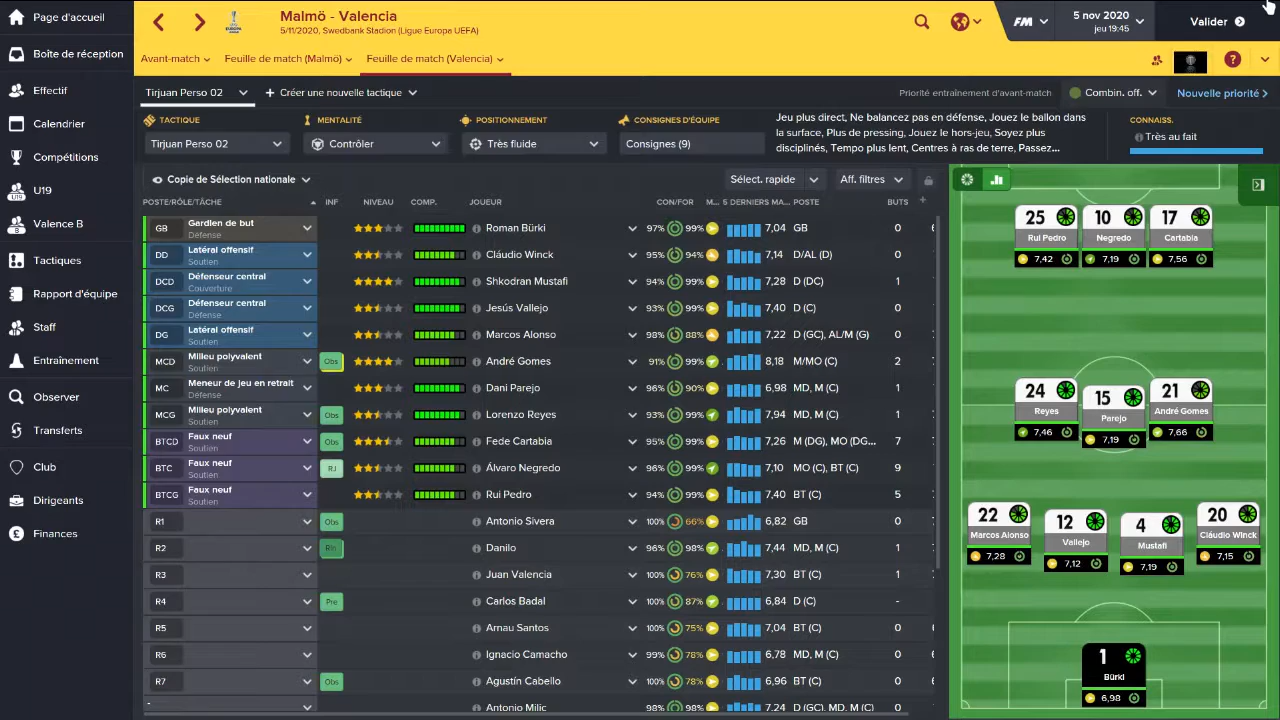 Page d'accueil
Boîte de réception
Effectif
Calendrier
Compétitions
U19
U19
Valence B
B
Tactiques
Rapport d'équipe
Staff
Entraînement
Observer
Transferts
Club
Dirigeants
£ Finances
Malmö - Valencia
5/11/2020, Swedbank Stadion (Ligue Europa UEFA)
FM
5 nov 2020
jeu 19:45
Valider
Avant-match
Feuille de match (Malmö)
Feuille de match (Valencia)
?
Tirjuan Perso 02
+ Créer une nouvelle tactique
Priorité entraînement d'avant-match
Combin. off.
Nouvelle priorité >
TACTIQUE
Tirjuan Perso 02
MENTALITÉ
Contrôler
POSITIONNEMENT
Très fluide
CONSIGNES D'ÉQUIPE
Consignes (9)
Jeu plus direct, Ne balancez pas en défense, Jouez le ballon
dans la surface, Plus de pressing, Jouez le hors-jeu, Soyez plus
disciplinés, Tempo plus lent, Centres à ras de terre, Passez...
CONNAISS.
Très au fait
Copie de Sélection nationale
Sélect. rapide
Aff. filtres
POSTE/RÔLE/TÂCHE INF NIVEAU COMP. JOUEUR CON/FOR M... 5 DERNIERS MA... POSTE BUTS +
GB Gardien de but Défense Roman Bürki 97% 99% 7,04 GB 0
DD Latéral offensif Soutien Cláudio Winck 95% 94% 7,14 D/AL (D) 0
DCD Défenseur central Couverture Shkodran Mustafi 94% 99% 7,28 D (DC) 1
DCG Défenseur central Défense Jesús Vallejo 93% 99% 7,40 D (C) 0
DG Latéral offensif Soutien Marcos Alonso 98% 88% 7,22 D (GC), AL/M (G) 0
MCD Milieu polyvalent Soutien Obs André Gomes 91% 99% 8,18 M/MO (C) 2
MC Meneur de jeu en retrait Défense Dani Parejo 96% 90% 6,98 MD, M (C) 1
MCG Milieu polyvalent Soutien Obs Lorenzo Reyes 93% 99% 7,94 MD, M (C) 1
BTCD Faux neuf Soutien Obs Fede Cartabia 95% 99% 7,26 M (DG), MO (DG... 7
BTC Faux neuf Soutien RJ Álvaro Negredo 96% 99% 7,10 MO (C), BT (C) 9
BTCG Faux neuf Soutien Rui Pedro 94% 99% 7,40 BT (C) 5
R1 Obs Antonio Sivera 100% 66% 6,82 GB 0
R2 Danilo 96% 98% 7,44 MD, M (C) 1
R3 Juan Valencia 100% 76% 7,30 BT (C) 1
R4 Pre Carlos Badal 100% 87% 6,84 D (C) -
R5 Arnau Santos 100% 75% 7,04 BT (C) 0
R6 Ignacio Camacho 99% 78% 6,78 MD, M (C) 0
R7 Obs Agustín Cabello 100% 78% 6,96 BT (C) 0
- Antonio Milic 98% 98% 7,24 D (GC), MD, M (C) 0
25 10 17
Rui Pedro Negredo Cartabia
7,42 7,19 7,56
24 15 21
Reyes Parejo André Gomes
7,46 7,19 7,66
22 12 4 20
Marcos Alonso Vallejo Mustafi Cláudio Winck
7,28 7,12 7,19 7,15
1
Bürki
6,98